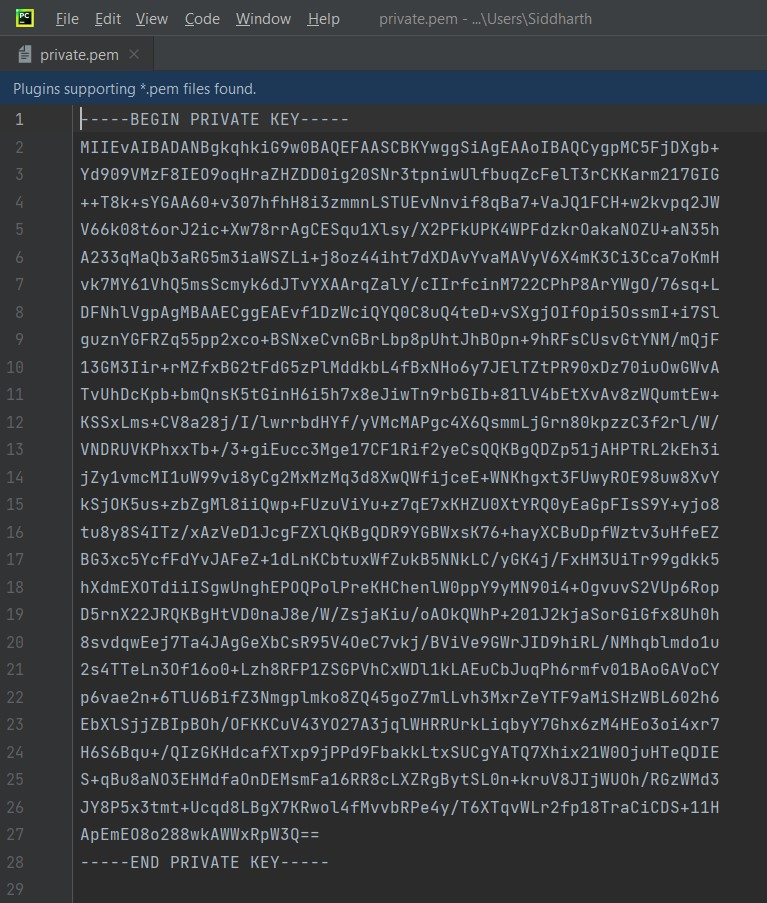 File Edit View Code Window Help private.pem - ...\Users\Siddharth
private.pem
Plugins supporting *.pem files found.
1 -----BEGIN PRIVATE KEY-----
2 MIIEvAIBADANBgkqhkiG9w0BAQEFAASCBKYwggSiAgEAAoIBAQCygpMC5FjDXgb+
3 Yd909VMzF8IEO9oqHraZHZDD0ig20SNr3tpniwUlfbuqZcFelT3rCKKarm217GIG
4 ++T8k+sYGAA60+v307hfhH8i3zmmnLSTUEvNnvif8qBa7+VaJQ1FCH+w2kvpq2JW
5 V66k08t6orJ2ic+Xw78rrAgCESqu1Xlsy/X2PFkUPK4WPFdzkrOakaNOZU+aN35h
6 A233qMaQb3aRG5m3iaWSZLi+j8oz44iht7dXDAvYvaMAVyV6X4mK3Ci3Cca7oKmH
7 vk7MY61VhQ5msScmyk6dJTvYXAArqZalY/cIIrfcinM722CPhP8ArYWgO/76sq+L
8 DFNhlVgpAgMBAAECggEAEvf1DzWciQYQ0C8uQ4teD+vSXgjOIfOpi5OssmI+i7Sl
9 guznYGFRZq55pp2xco+BSNxeCvnGBrLbp8pUhtJhBOpn+9hRFsCUsvGtYNM/mQjF
10 13GM3Iir+rMZfxBG2tFdG5zPlMddkbL4fBxNHo6y7JElTZtPR90xDz70iuOwGWvA
11 TvUhDcKpb+bmQnsK5tGinH6i5h7x8eJiwTn9rbGIb+81lV4bEtXvAv8zWQumtEw+
12 KSSxLms+CV8a28j/I/lwrrbdHYf/yVMcMAPgc4X6QsmmLjGrn80kpzzC3f2rl/W/
13 VNDRUVKPhxxTb+/3+giEucc3Mge17CF1Rif2yeCsQQKBgQDZp51jAHPTRL2kEh3i
14 jZy1vmcMI1uW99vi8yCg2MxMzMq3d8XwQWfijceE+WNKhgxt3FUwyROE98uw8XvY
15 kSjOK5us+zbZgMl8iiQwp+FUzuViYu+z7qE7xKHZU0XtYRQ0yEaGpFIsS9Y+yjo8
16 tu8y8S4ITz/xAzVeD1JcgFZXlQKBgQDR9YGBWxsK76+hayXCBuDpfWztv3uHfeEZ
17 BG3xc5YcfFdYvJAFeZ+1dLnKCbtuxWfZukB5NNkLC/yGK4j/FxHM3UiTr99gdkk5
18 hXdmEXOTdiiISgwUnghEPOQPolPreKHChenlW0ppY9yMN90i4+OgvuvS2VUp6Rop
19 D5rnX22JRQKBgHtVD0naJ8e/W/ZsjaKiu/oAOkQWhP+201J2kjaSorGiGfx8Uh0h
20 8svdqwEej7Ta4JAgGeXbCsR95V4OeC7vkj/BViVe9GWrJID9hiRL/NMhqblmdo1u
21 2s4TTeLn3Of16o0+Lzh8RFP1ZSGPVhCxWDl1kLAEuCbJuqPh6rmfv01BAoGAVoCY
22 p6vae2n+6TlU6BifZ3Nmgplmko8ZQ45goZ7mlLvh3MxrZeYTF9aMiSHzWBL602h6
23 EbXlSjjZBIpBOh/OFKKCuV43YO27A3jqlWHRRUrkLiqbyY7Ghx6zM4HEo3oi4xr7
24 H6S6Bqu+/QIzGKHdcafXTxp9jPPd9FbakkLtxSUCgYATQ7Xhix21W0OjuHTeQDIE
25 S+qBu8aNO3EHMdfaOnDEMsmFa16RR8cLXZRgBytSL0n+kruV8JIjWUOh/RGzWMd3
26 JY8P5x3tmt+Ucqd8LBgX7KRwol4fMvvbRPe4y/T6XTqvWLr2fp18TraCiCDS+11H
27 ApEmEO8o288wkAWWxRpW3Q==
28 -----END PRIVATE KEY-----
29